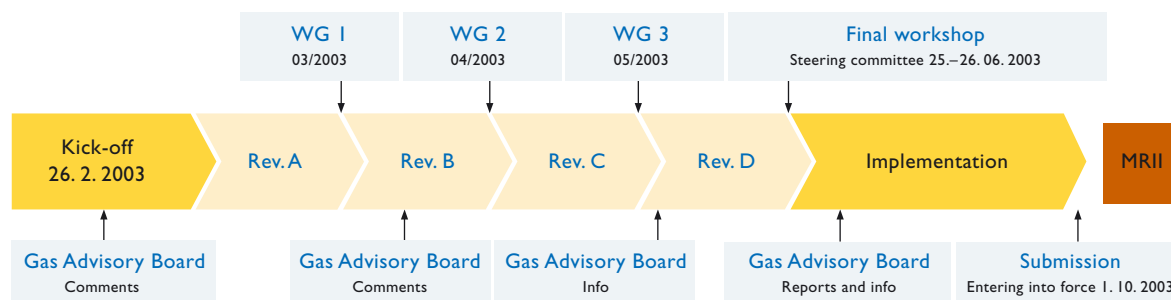 WG 1
03/2003
WG 2
04/2003
WG 3
05/2003
Final workshop
Steering committee 25.–26. 06. 2003
Kick-off
26. 2. 2003
Rev. A
Rev. B
Rev. C
Rev. D
Implementation
MRII
Gas Advisory Board
Comments
Gas Advisory Board
Comments
Gas Advisory Board
Info
Gas Advisory Board
Reports and info
Submission
Entering into force 1. 10. 2003